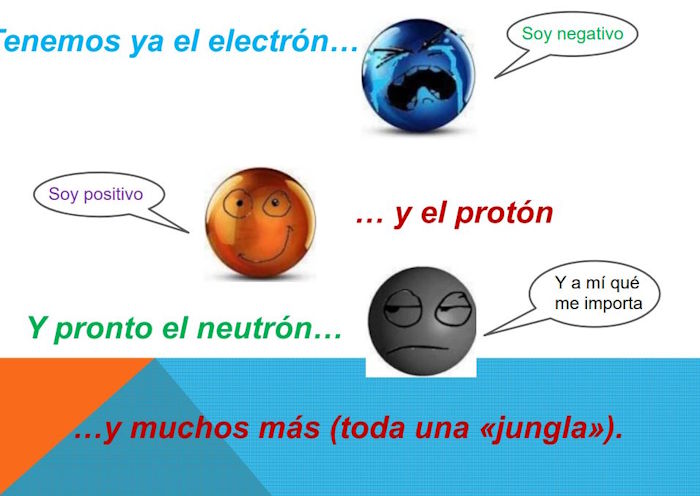 Tenemos ya el electrón…
Soy negativo
Soy positivo
… y el protón
Y a mí qué
me importa
Y pronto el neutrón…
…y muchos más (toda una «jungla»).